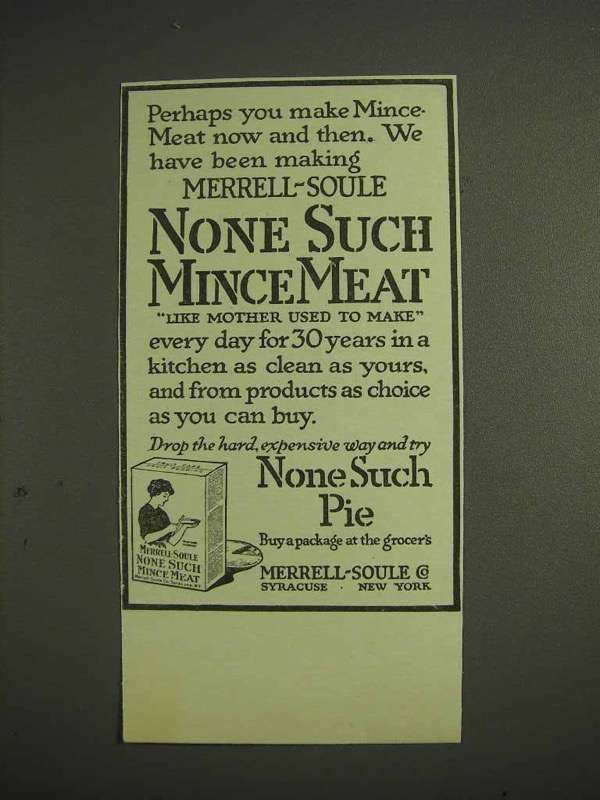 Perhaps you make Mince-
Meat now and then. We
have been making
MERRELL-SOULE
NONE SUCH
MINCE MEAT
"LIKE MOTHER USED TO MAKE"
every day for 30 years in a
kitchen as clean as yours,
and from products as choice
as you can buy.
Drop the hard, expensive way and try
None Such
Pie
Buy a package at the grocer's
MERRELL-SOULE Co
SYRACUSE · NEW YORK
MERRELL-SOULE
NONE SUCH
MINCE MEAT